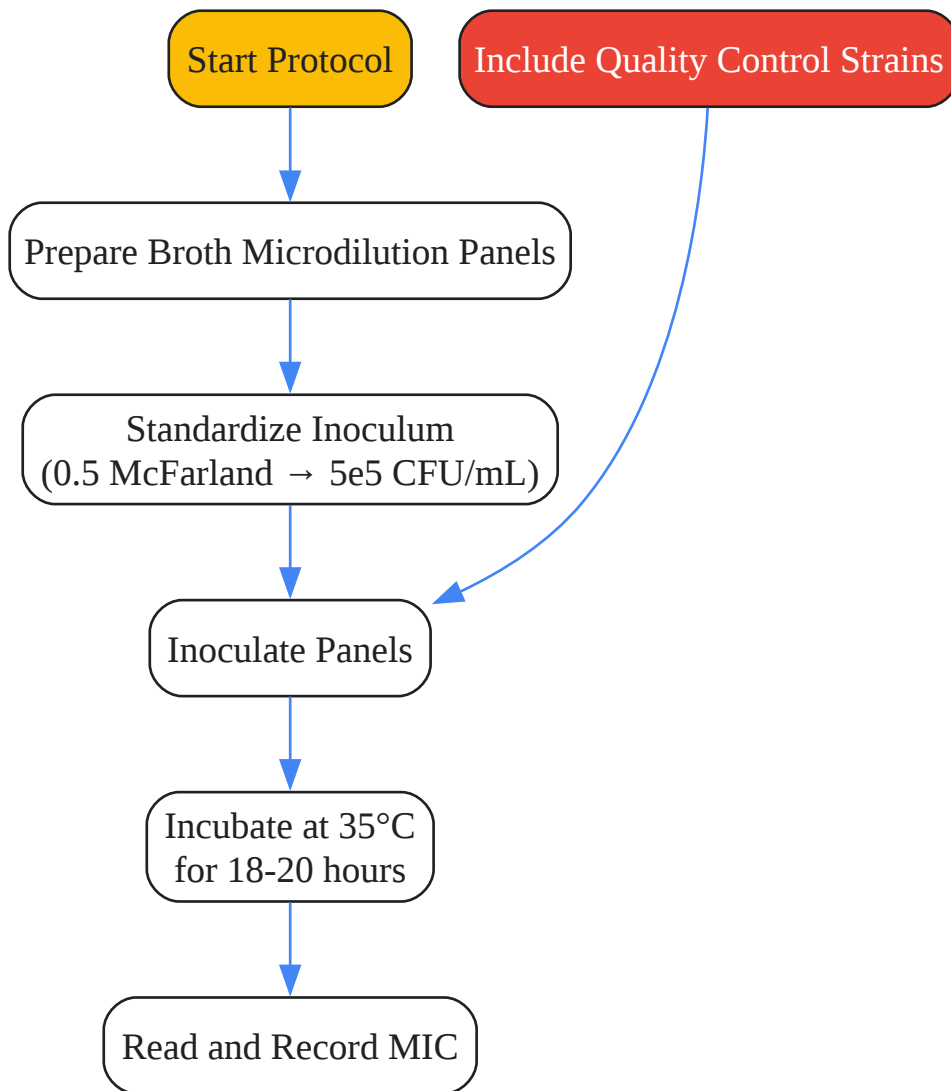 Start Protocol
Include Quality Control Strains
Prepare Broth Microdilution Panels
Standardize Inoculum
(0.5 McFarland → 5e5 CFU/mL)
Inoculate Panels
Incubate at 35°C
for 18-20 hours
Read and Record MIC